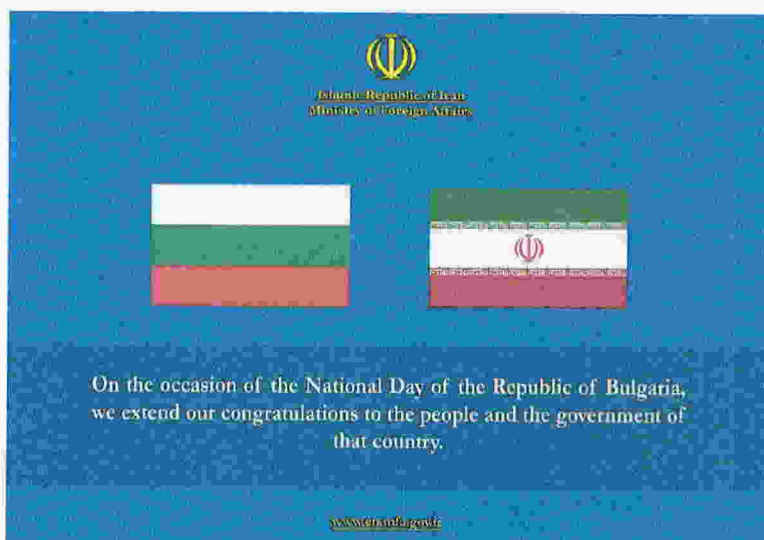 Islamic Republic of Iran
Ministry of Foreign Affairs
On the occasion of the National Day of the Republic of Bulgaria,
we extend our congratulations to the people and the government of
that country.